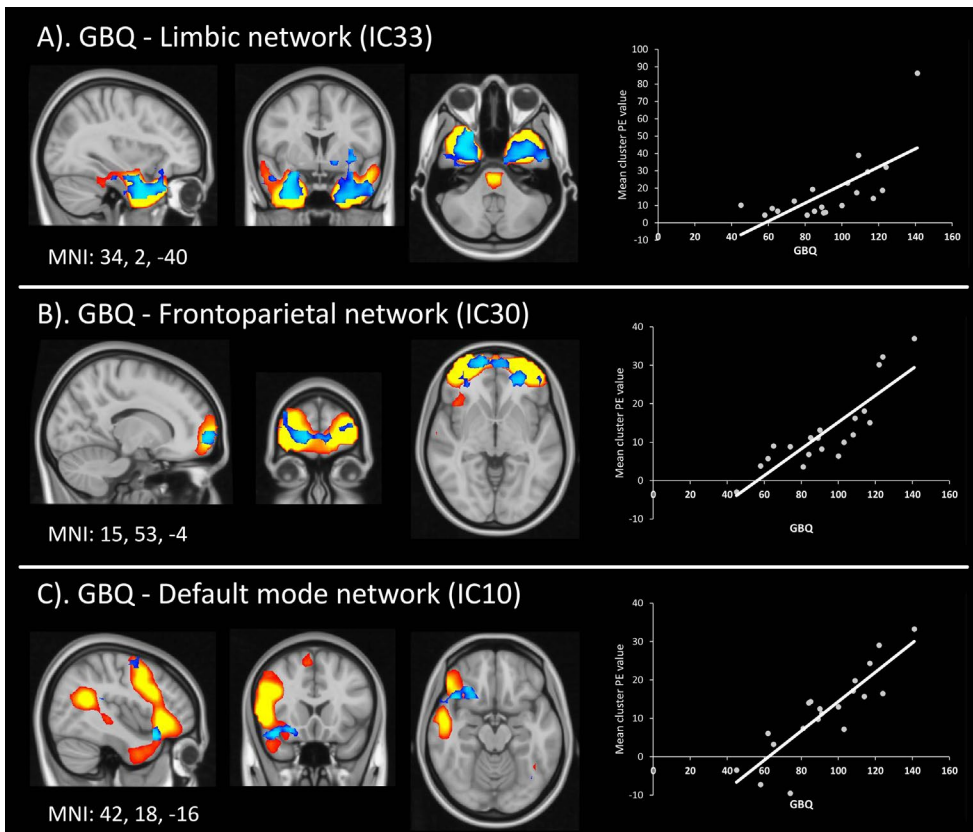 A). GBQ - Limbic network (IC33)
MNI: 34, 2, -40
Mean cluster PE value
100
90
80
70
60
50
40
30
20
10
0
-10
0 20 40 60 80 100 120 140 160
GBQ
B). GBQ - Frontoparietal network (IC30)
MNI: 15, 53, -4
Mean cluster PE value
40
30
20
10
0
-10
0 20 40 60 80 100 120 140 160
GBQ
C). GBQ - Default mode network (IC10)
MNI: 42, 18, -16
Mean cluster PE value
40
30
20
10
0
-10
0 20 40 60 80 100 120 140 160
GBQ